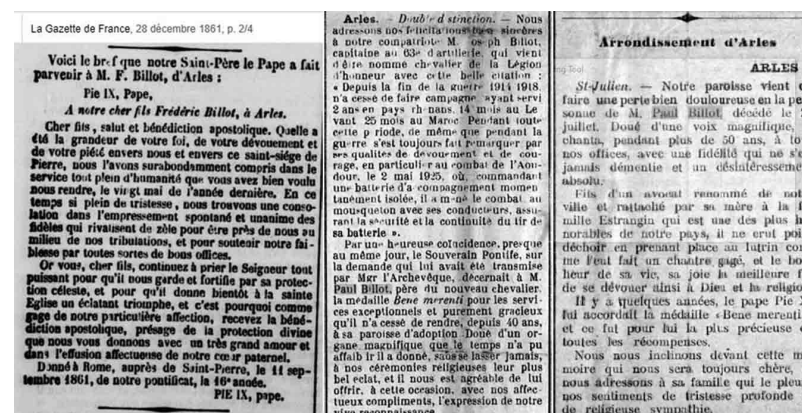 La Gazette de France, 28 décembre 1861, p. 2/4
Voici le bref que notre Saint-Père le Pape a fait
parvenir à M. F. Billot, d'Arles :
Pie IX, Pape,
A notre cher fils Frédéric Billot, à Arles.
Cher fils, salut et bénédiction apostolique. Quelle a
été la grandeur de votre foi, de votre dévouement et
de votre piété envers nous et envers ce saint-siége de
Pierre, nous l'avons surabondamment compris dans le
service tout plein d'humanité que vous avez bien voulu
nous rendre, le vingt mai de l'année dernière. En ce
temps si plein de tristesse, nous trouvons une conso-
lation dans l'empressement spontané et unanime des
fidèles qui rivalisent de zèle pour être près de nous au
milieu de nos tribulations, et pour soutenir notre fai-
blesse par toutes sortes de bons offices.
Or vous, cher fils, continuez à prier le Seigneur tout
puissant pour qu'il nous garde et fortifie par sa protec-
tion céleste, et pour qu'il donne bientôt à la sainte
Eglise un éclatant triomphe, et c'est pourquoi comme
gage de notre particulière affection, recevez la béné-
diction apostolique, présage de la protection divine
que nous vous donnons avec un très grand amour et
dans l'effusion affectueuse de notre cœur paternel.
Donné à Rome, auprès de Saint-Pierre, le 11 sep-
tembre 1861, de notre pontificat, la 16e année.
PIE IX, pape.
Arles. - Double distinction. — Nous
adressons nos félicitations bien sincères
à notre compatriote M. Joseph Billot,
capitaine au 63e d'artillerie, qui vient
d'être nommé chevalier de la Légion
d'honneur avec cette belle citation :
« Depuis la fin de la guerre 1914 1918,
n'a cessé de faire campagne, ayant servi
2 ans en pays rhénans, 14 mois au Le
vant 25 mois au Maroc Pendant toute
cette période, de même que pendant la
guerre s'est toujours fait remarquer par
ses qualités de dévouement et de cou-
rage, en particulier au combat de l'Aou-
dour, le 2 mai 1925, où, commandant
une batterie d'accompagnement momen
tanément isolée, il a mené le combat au
mousqueton avec ses conducteurs, assu-
rant la sécurité et la continuité du tir de
sa batterie ».
Par une heureuse coïncidence, presque
au même jour, le Souverain Pontife, sur
la demande qui lui avait été transmise
par Mgr l'Archevêque, décernait à M.
Paul Billot, père du nouveau chevalier,
la médaille Bene merenti pour les servi-
ces exceptionnels et purement gracieux
qu'il n'a cessé de rendre, depuis 40 ans,
à sa paroisse d'adoption Doué d'un or-
gane magnifique que le temps n'a pu
affaiblir il a donné, sans se lasser jamais,
à nos cérémonies religieuses leur plus
bel éclat, et il nous est agréable de lui
offrir, à cette occasion, avec nos affec-
tueux compliments, l'expression de notre
vive reconnaissance.
Arrondissement d'Arles
ARLES
St-Julien. — Notre paroisse vient
faire une perte bien douloureuse en la pe
sonne de M. Paul Billot, décédé le 2
juillet. Doué d'une voix magnifique,
chanta, pendant plus de 50 ans, à to
nos offices, avec une fidélité qui ne s'
jamais démentie et un désintéresseme
absolu.
Fils d'un avocat renommé de not
ville et rattaché par sa mère à la f
mille Estrangin qui est une des plus h
norables de notre pays, il ne crut poi
déchoir en prenant place au lutrin com
me l'eut fait un chantre gagé, et le bo
heur de sa vie, sa joie la meilleure f
de se dévouer ainsi à Dieu et la religio
Il y a quelques années, le pape Pie
lui accordait la médaille « Bene merenti
et ce fut pour lui la plus précieuse
toutes les récompenses.
Nous nous inclinons devant cette m
moire qui nous sera toujours chère,
nous adressons à sa famille qui le pleu
nos sentiments de tristesse profonde
de religieuse sympathie.